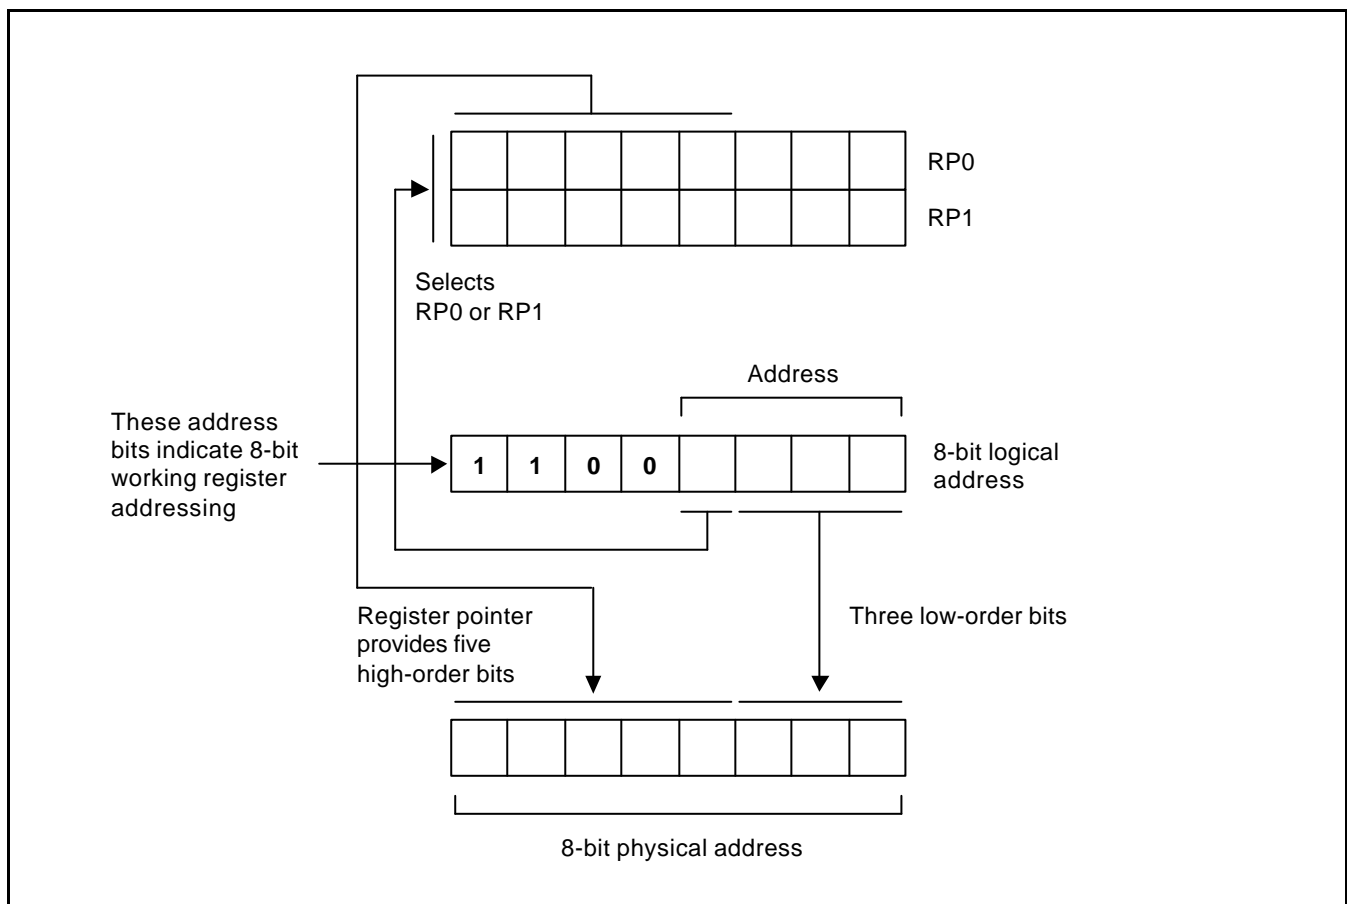 RP0
RP1
Selects
RP0 or RP1
Address
These address
bits indicate 8-bit
working register
addressing
1 1 0 0
8-bit logical
address
Register pointer
provides five
high-order bits
Three low-order bits
8-bit physical address